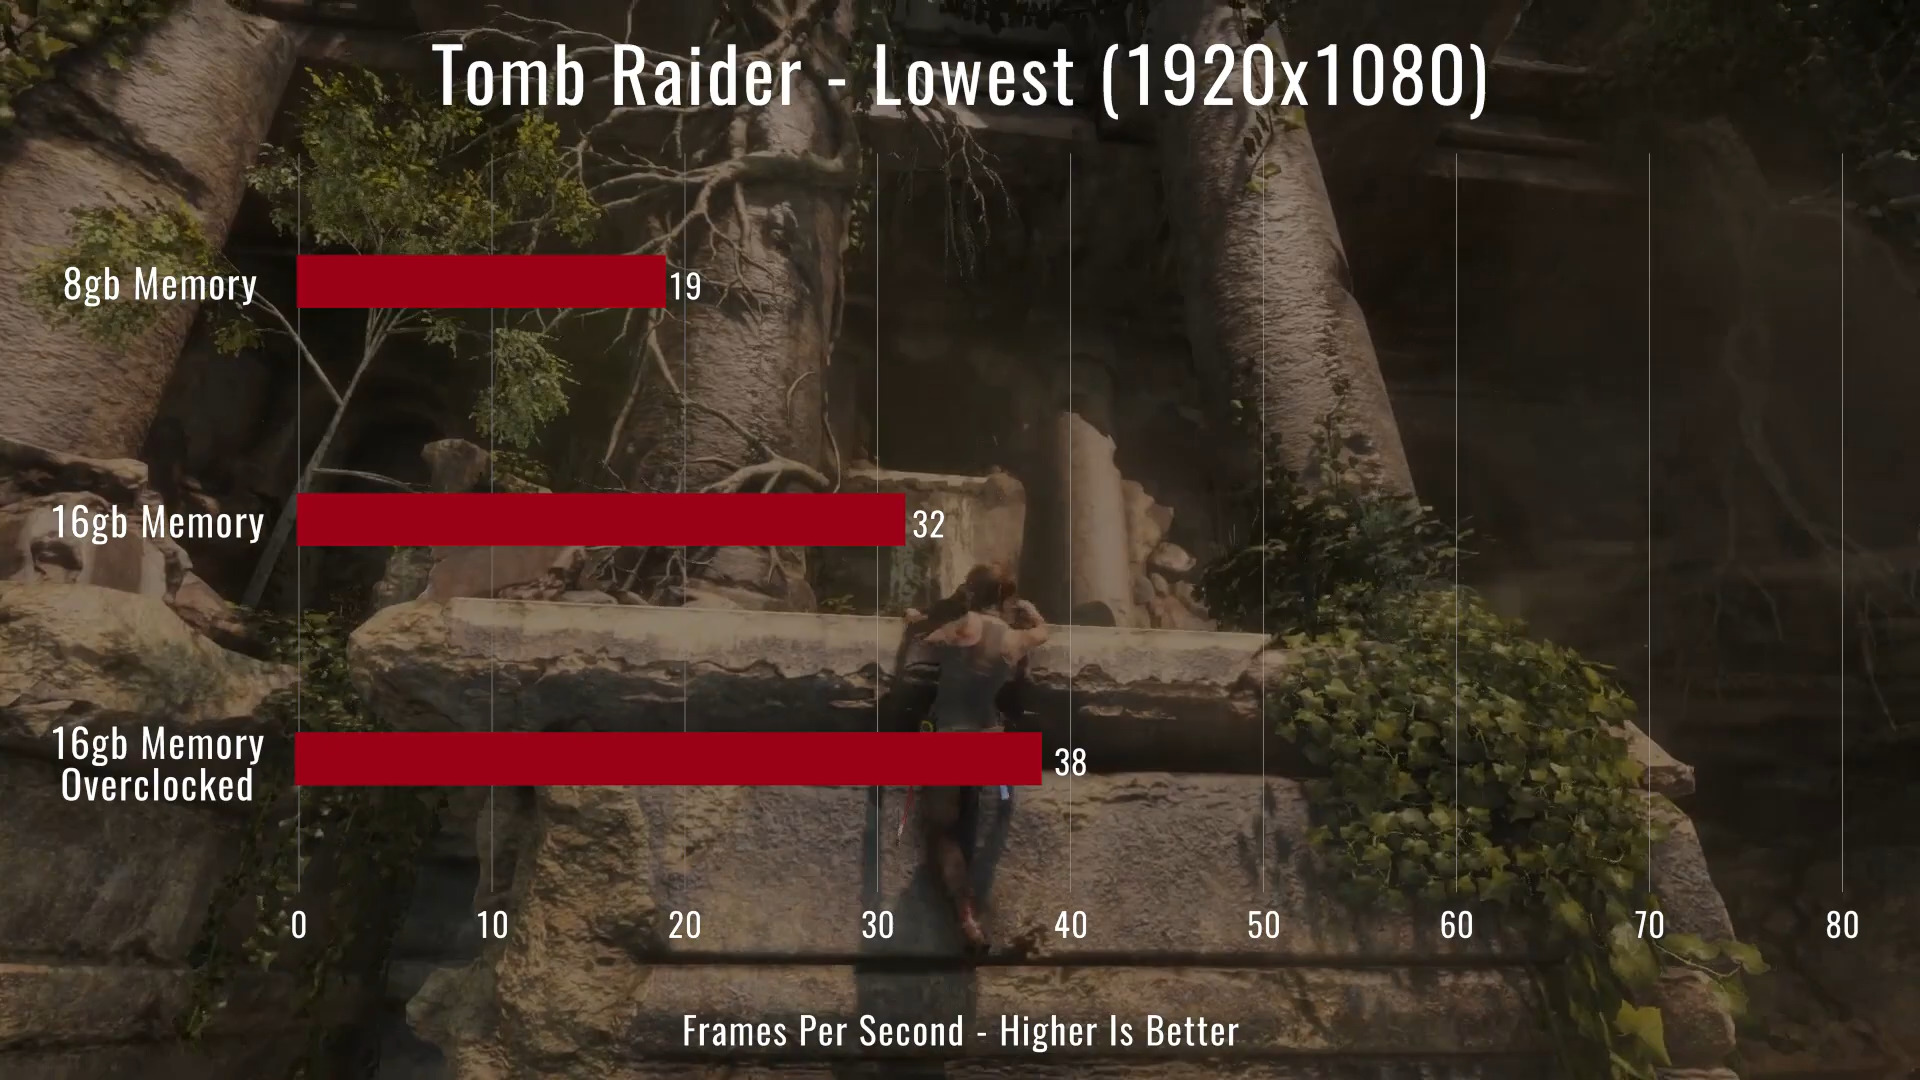 Tomb Raider - Lowest (1920x1080)
8gb Memory
19
16gb Memory
32
16gb Memory
Overclocked
38
0 10 20 30 40 50 60 70 80
Frames Per Second - Higher Is Better